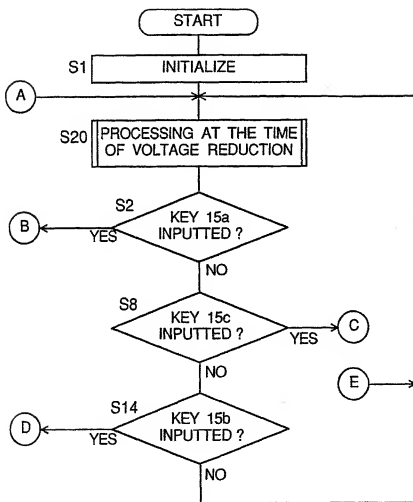 START
S1
INITIALIZE
A
S20
PROCESSING AT THE TIME
OF VOLTAGE REDUCTION
S2
KEY 15a
INPUTTED ?
B
YES
NO
S8
KEY 15c
INPUTTED ?
YES
C
NO
E
S14
KEY 15b
INPUTTED ?
D
YES
NO